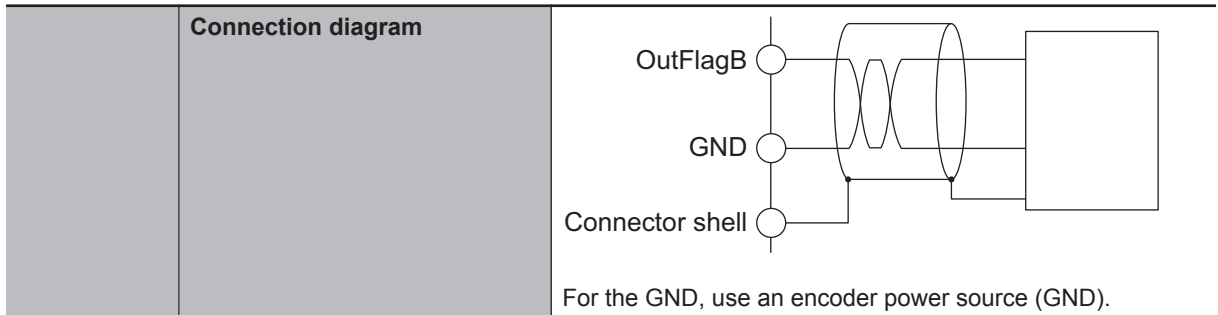 Connection diagram
OutFlagB
GND
Connector shell
For the GND, use an encoder power source (GND).